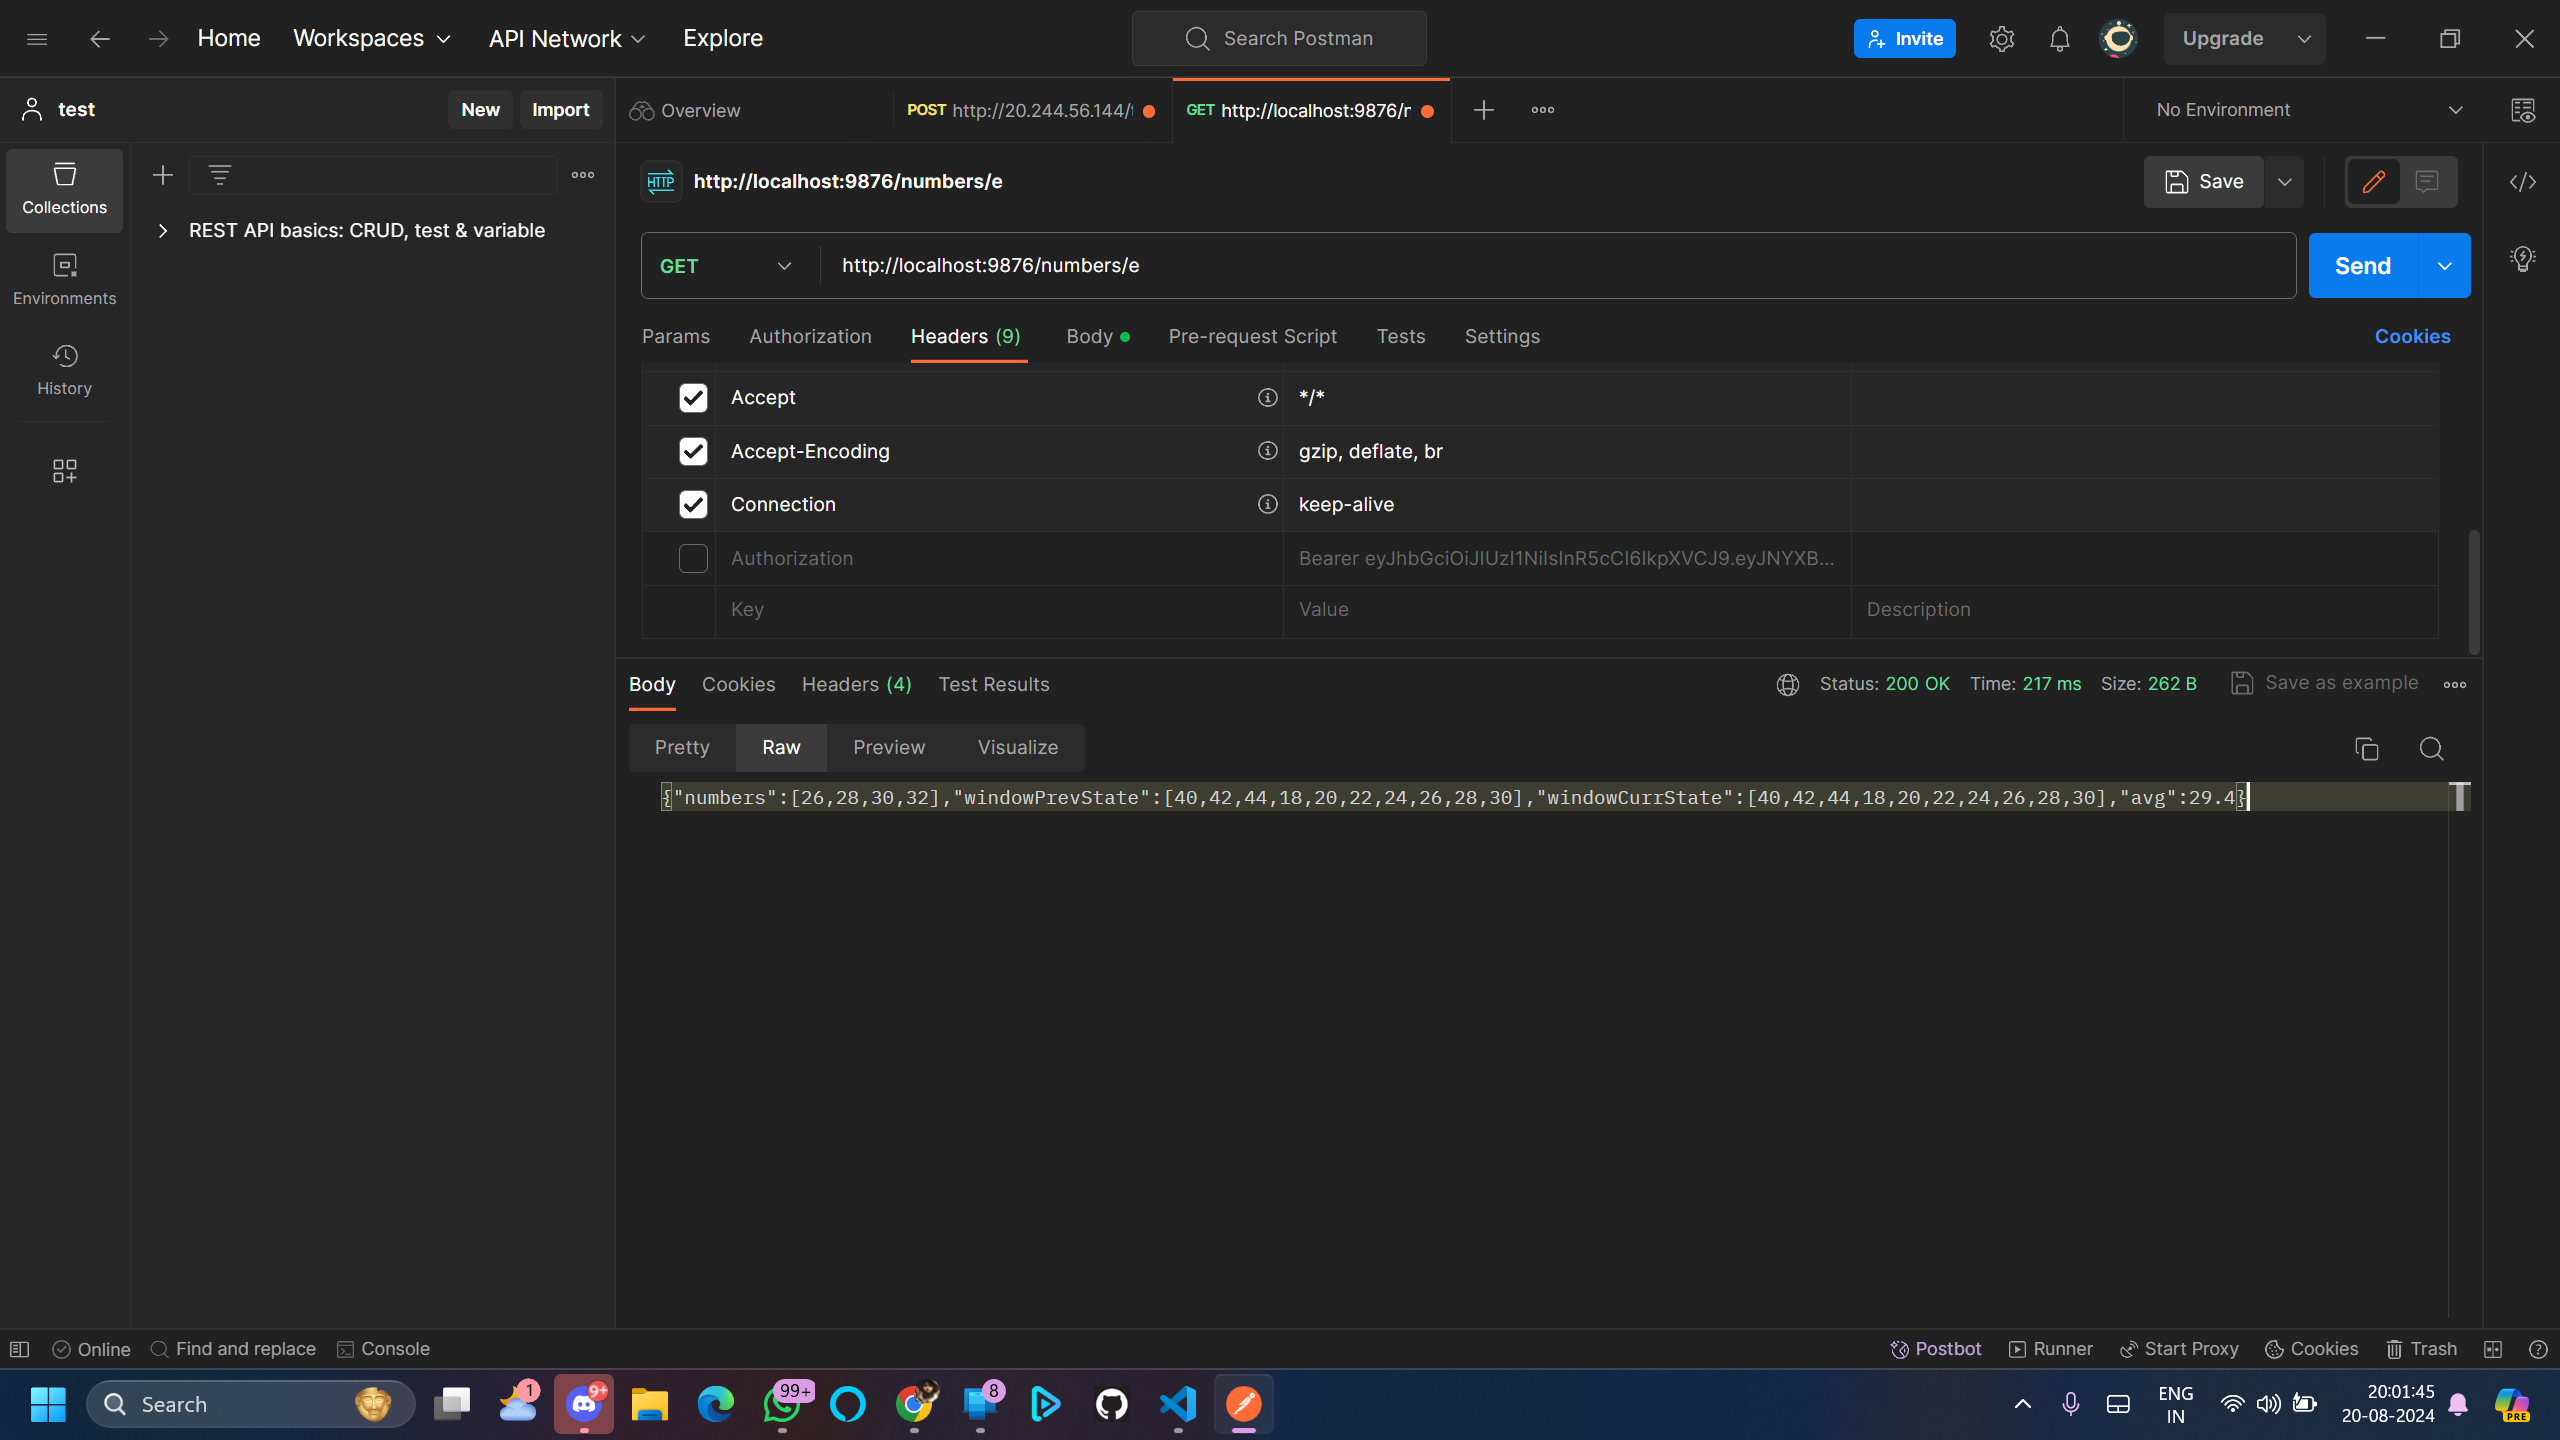 Home Workspaces API Network Explore Search Postman Invite Upgrade
test New Import Overview POST http://20.244.56.144/t GET http://localhost:9876/n No Environment
Collections
REST API basics: CRUD, test & variable
Environments
History
HTTP http://localhost:9876/numbers/e Save
GET http://localhost:9876/numbers/e Send
Params Authorization Headers (9) Body Pre-request Script Tests Settings Cookies
Accept */*
Accept-Encoding gzip, deflate, br
Connection keep-alive
Authorization Bearer eyJhbGciOiJIUzI1NiIsInR5cCI6IkpXVCJ9.eyJNYXB...
Key Value Description
Body Cookies Headers (4) Test Results Status: 200 OK Time: 217 ms Size: 262 B Save as example
Pretty Raw Preview Visualize
{"numbers":[26,28,30,32],"windowPrevState":[40,42,44,18,20,22,24,26,28,30],"windowCurrState":[40,42,44,18,20,22,24,26,28,30],"avg":29.4}
Online Find and replace Console Postbot Runner Start Proxy Cookies Trash
Search 1 9+ 99+ 8 ENG IN 20:01:45 20-08-2024 PRE